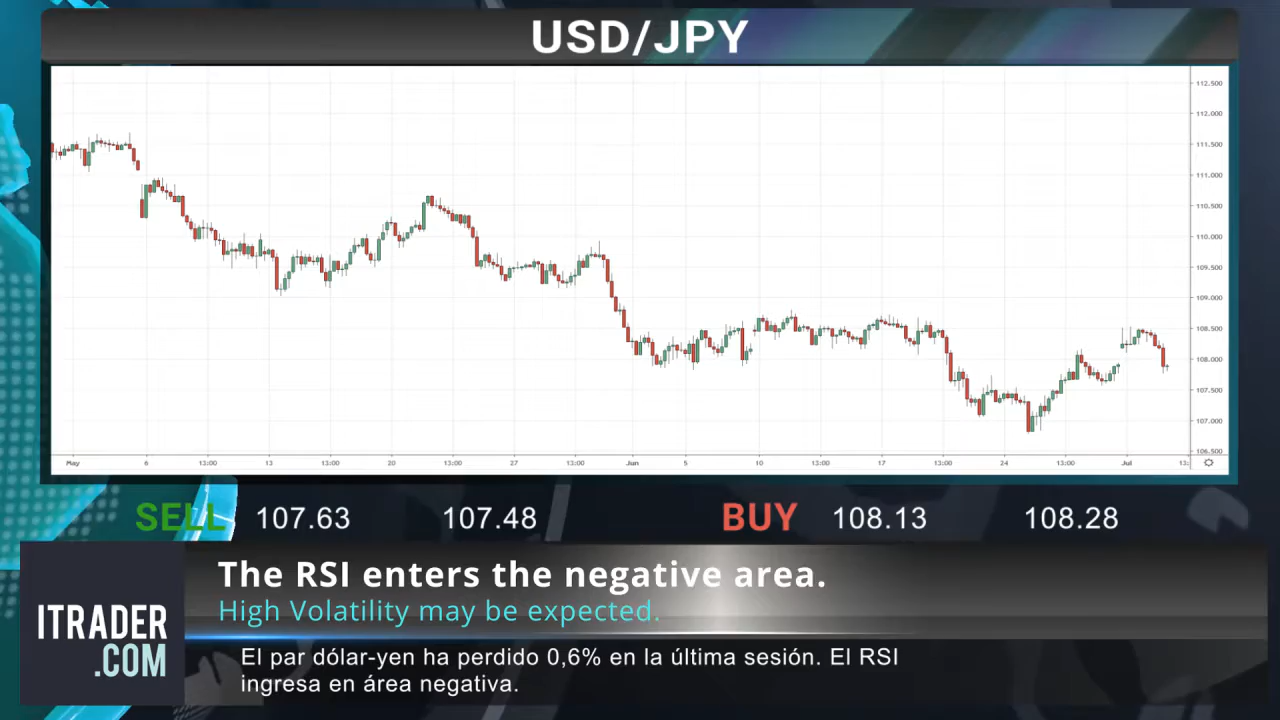 USD/JPY
112.500
112.000
111.500
111.000
110.500
110.000
109.500
109.000
108.500
108.000
107.500
107.000
106.500
May 6 13:00 13 13:00 20 13:00 27 13:00 Jun 5 10 13:00 17 13:00 24 13:00 Jul 13:
SELL 107.63 107.48 BUY 108.13 108.28
The RSI enters the negative area.
High Volatility may be expected.
ITRADER
.COM
El par dólar-yen ha perdido 0,6% en la última sesión. El RSI
ingresa en área negativa.